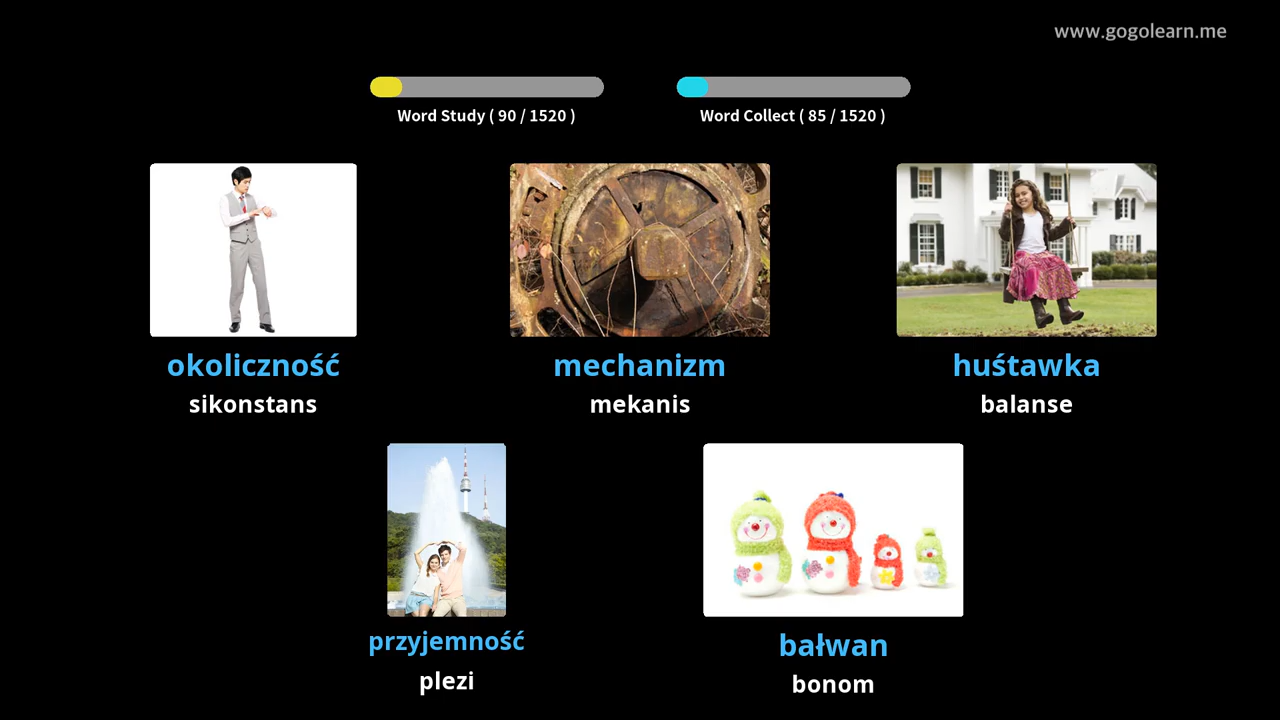 www.gogolearn.me
Word Study ( 90 / 1520 )
Word Collect ( 85 / 1520 )
okoliczność
sikonstans
mechanizm
mekanis
huśtawka
balanse
przyjemność
plezi
bałwan
bonom